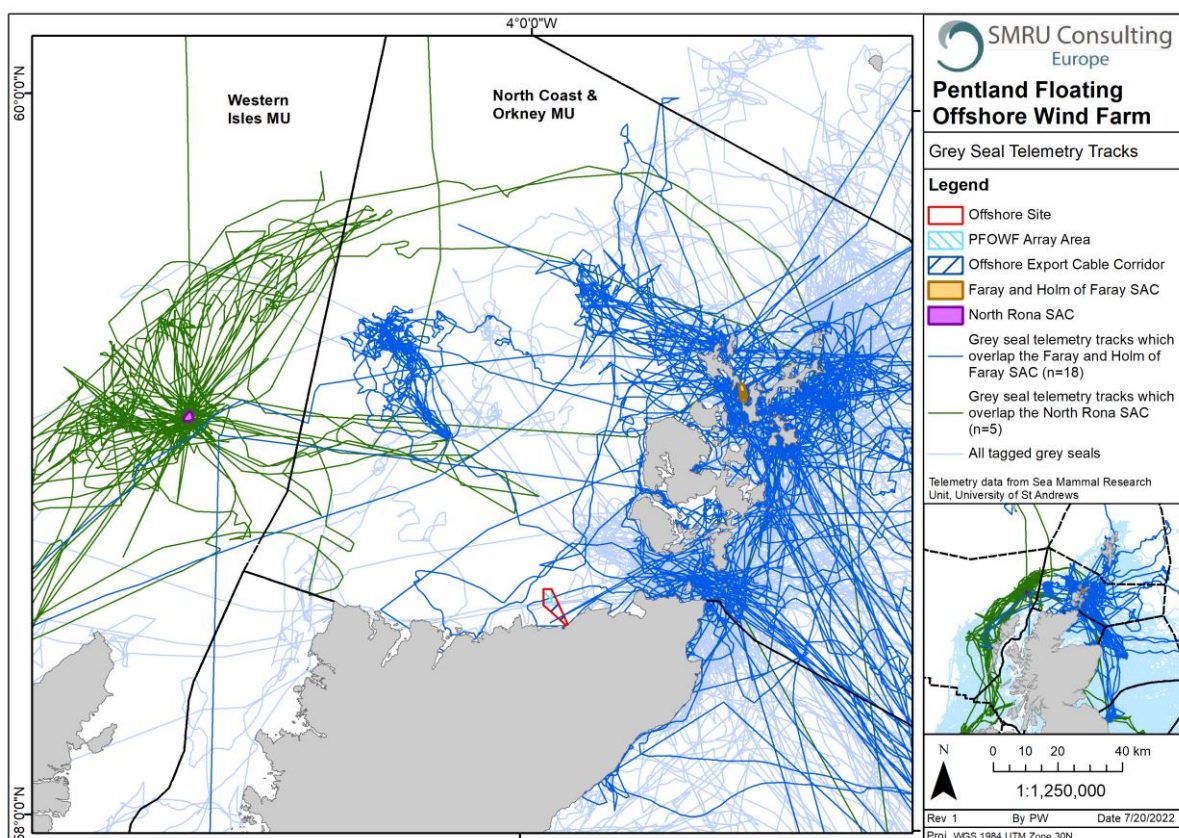 4°0'0"W
60°0'0"N
Western
Isles MU
North Coast &
Orkney MU
58°0'0"N
SMRU Consulting
Europe
Pentland Floating
Offshore Wind Farm
Grey Seal Telemetry Tracks
Legend
Offshore Site
PFOWF Array Area
Offshore Export Cable Corridor
Faray and Holm of Faray SAC
North Rona SAC
Grey seal telemetry tracks which
overlap the Faray and Holm of
Faray SAC (n=18)
Grey seal telemetry tracks which
overlap the North Rona SAC
(n=5)
All tagged grey seals
Telemetry data from Sea Mammal Research
Unit, University of St Andrews
N
0 10 20 40 km
1:1,250,000
Rev 1 By PW Date 7/20/2022
Proj. WGS 1984 UTM Zone 30N